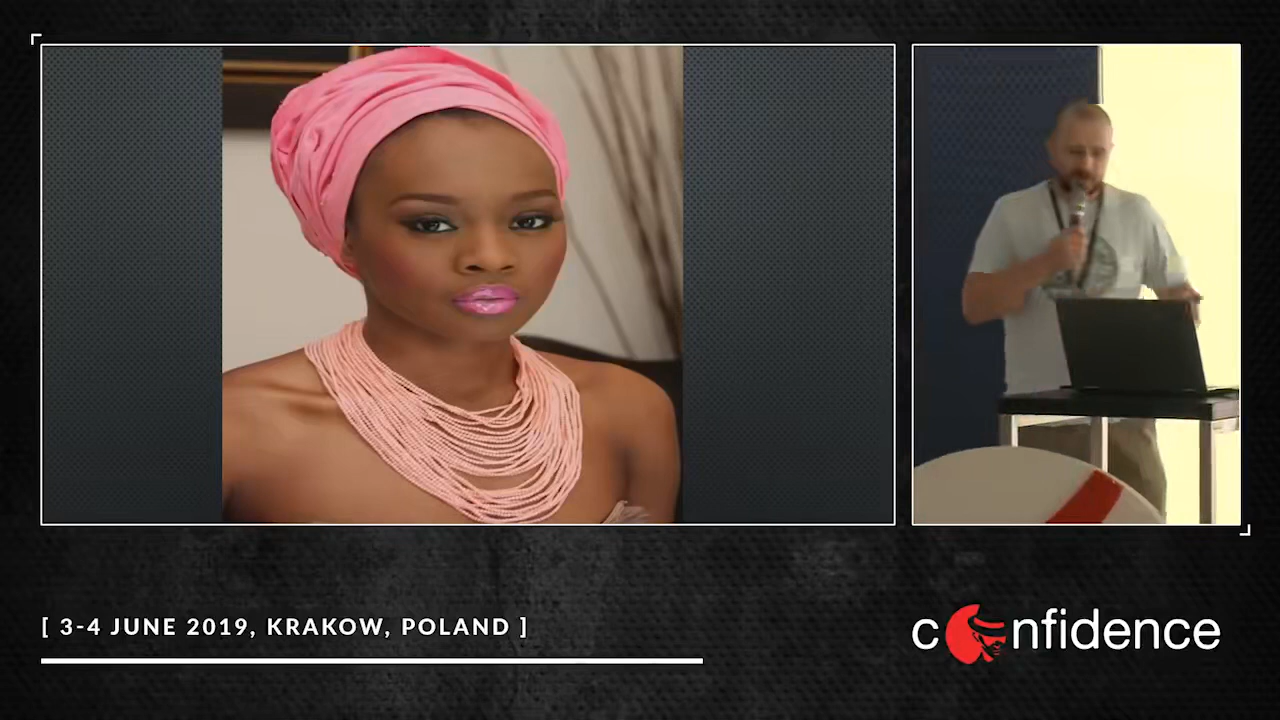 [ 3-4 JUNE 2019, KRAKOW, POLAND ]
confidence